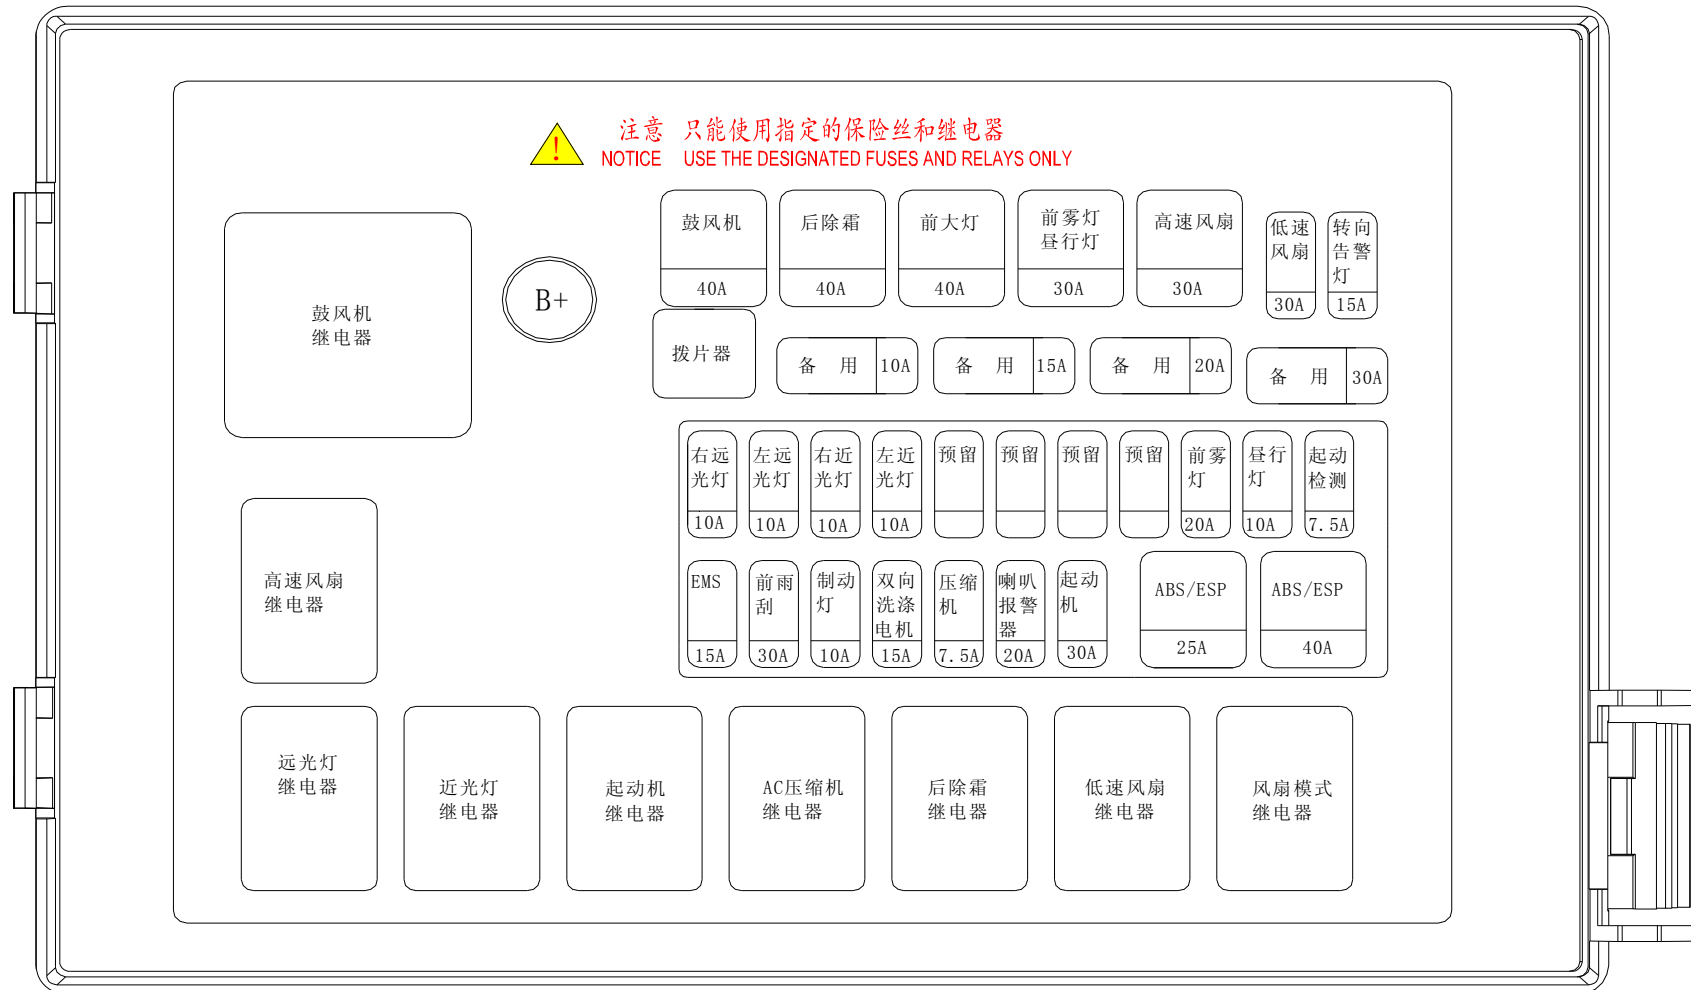 注意 只能使用指定的保险丝和继电器
NOTICE USE THE DESIGNATED FUSES AND RELAYS ONLY
鼓风机
继电器
B+
鼓风机
40A
后除霜
40A
前大灯
40A
前雾灯
昼行灯
30A
高速风扇
30A
低速
风扇
30A
转向
告警
灯
15A
拨片器
备 用 10A
备 用 15A
备 用 20A
备 用 30A
右远
光灯
10A
左远
光灯
10A
右近
光灯
10A
左近
光灯
10A
预留
预留
预留
预留
前雾
灯
20A
昼行
灯
10A
起动
检测
7.5A
EMS
15A
前雨
刮
30A
制动
灯
10A
双向
洗涤
电机
15A
压缩
机
7.5A
喇叭
报警
器
20A
起动
机
30A
ABS/ESP
25A
ABS/ESP
40A
高速风扇
继电器
远光灯
继电器
近光灯
继电器
起动机
继电器
AC压缩机
继电器
后除霜
继电器
低速风扇
继电器
风扇模式
继电器